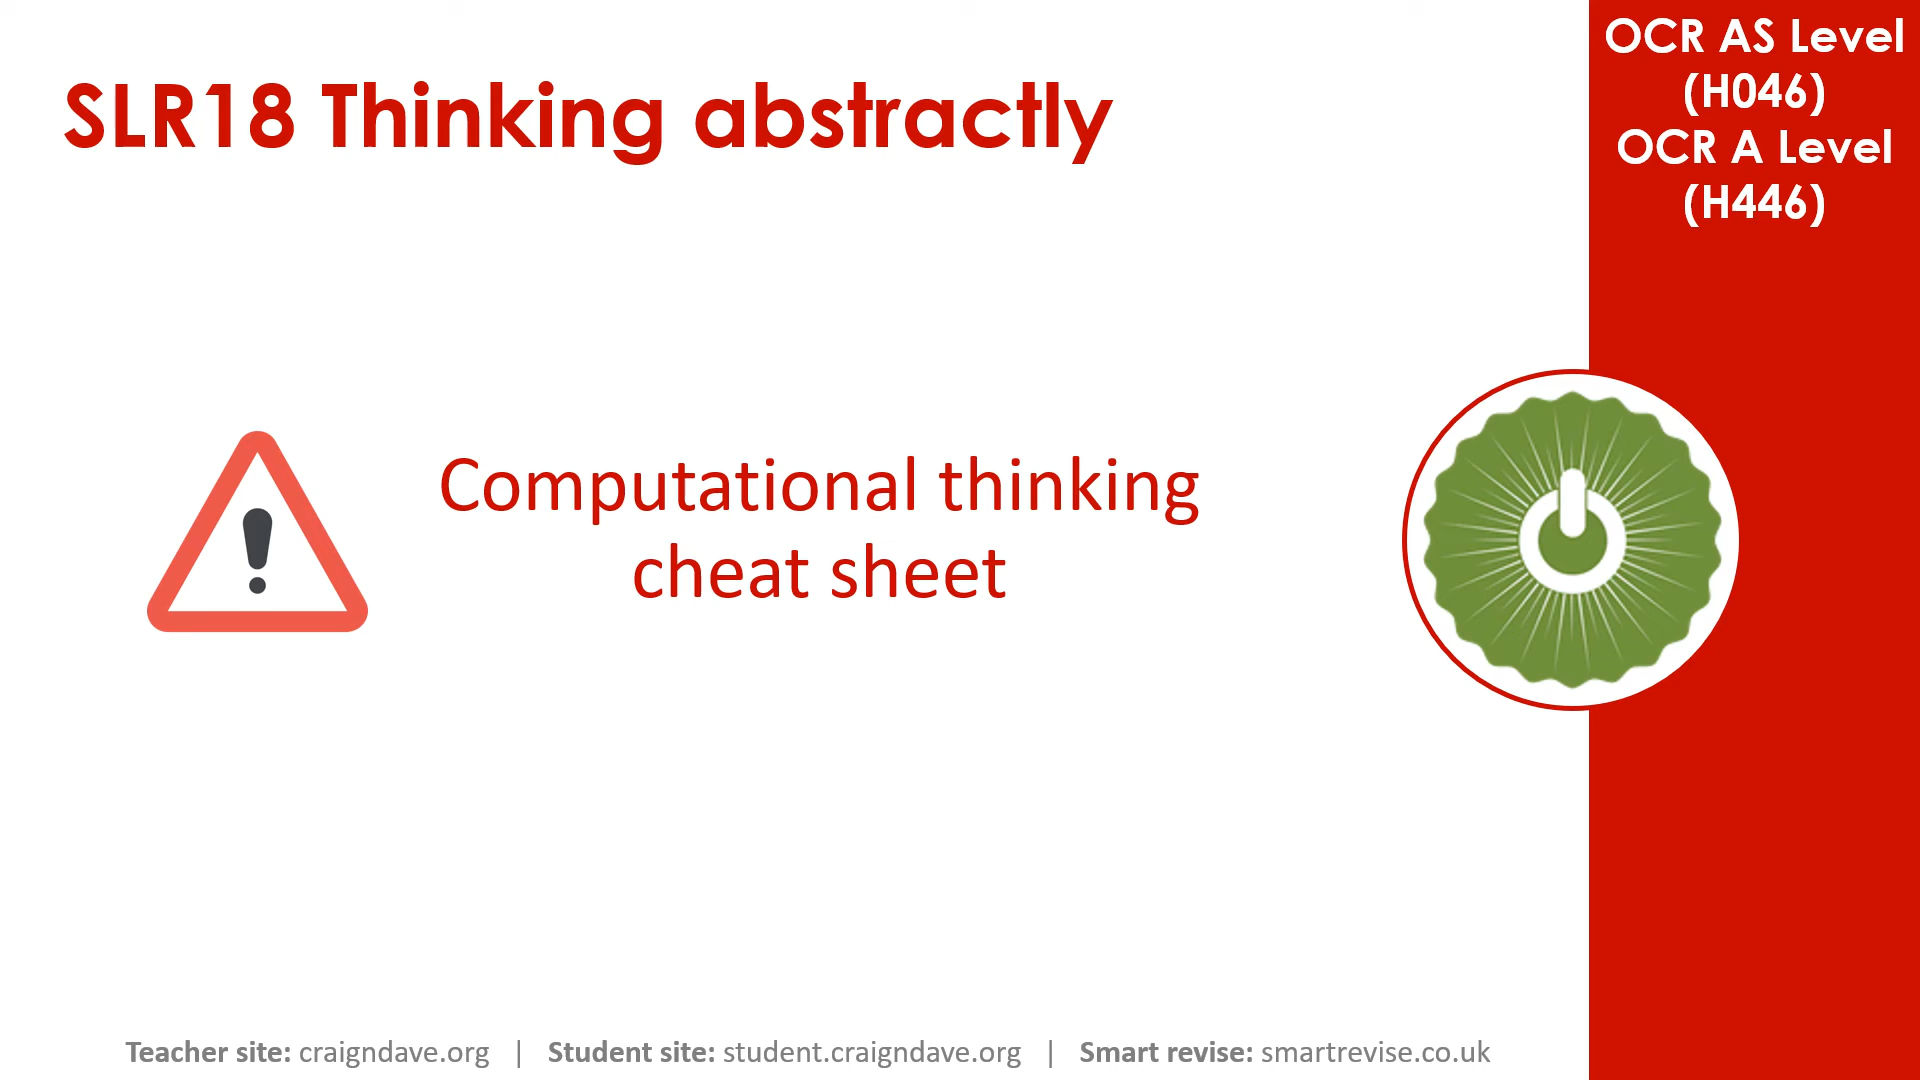 SLR18 Thinking abstractly
OCR AS Level
(H046)
OCR A Level
(H446)
Computational thinking
cheat sheet
Teacher site: craigndave.org | Student site: student.craigndave.org | Smart revise: smartrevise.co.uk